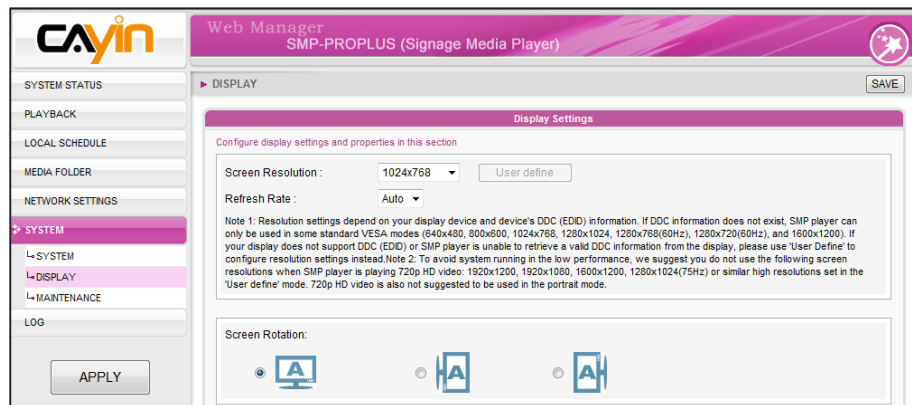 CAYIN
Web Manager
SMP-PROPLUS (Signage Media Player)
SYSTEM STATUS
PLAYBACK
LOCAL SCHEDULE
MEDIA FOLDER
NETWORK SETTINGS
SYSTEM
SYSTEM
DISPLAY
MAINTENANCE
LOG
APPLY
DISPLAY
SAVE
Display Settings
Configure display settings and properties in this section
Screen Resolution : 1024x768 User define
Refresh Rate : Auto
Note 1: Resolution settings depend on your display device and device's DDC (EDID) information. If DDC information does not exist, SMP player can
only be used in some standard VESA modes (640x480, 800x600, 1024x768, 1280x1024, 1280x768(60Hz), 1280x720(60Hz), and 1600x1200). If
your display does not support DDC (EDID) or SMP player is unable to retrieve a valid DDC information from the display, please use 'User Define' to
configure resolution settings instead.Note 2: To avoid system running in the low performance, we suggest you do not use the following screen
resolutions when SMP player is playing 720p HD video: 1920x1200, 1920x1080, 1600x1200, 1280x1024(75Hz) or similar high resolutions set in the
'User define' mode. 720p HD video is also not suggested to be used in the portrait mode.
Screen Rotation:
A
A
A